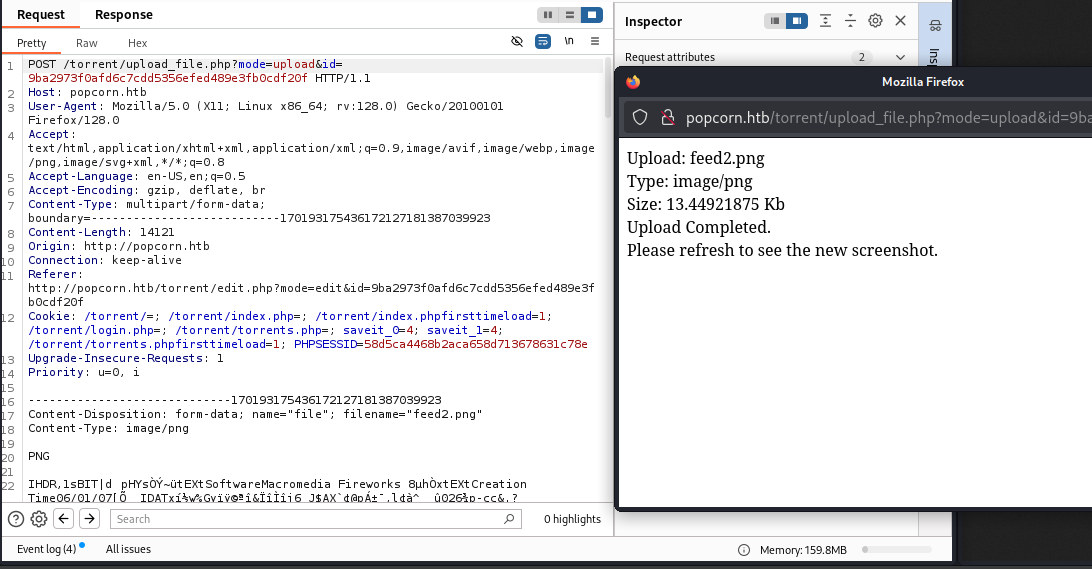 Request Response
Pretty Raw Hex
\n
1 POST /torrent/upload_file.php?mode=upload&id=
9ba2973f0afd6c7cdd5356efed489e3fb0cdf20f HTTP/1.1
2 Host: popcorn.htb
3 User-Agent: Mozilla/5.0 (X11; Linux x86_64; rv:128.0) Gecko/20100101
Firefox/128.0
4 Accept:
text/html,application/xhtml+xml,application/xml;q=0.9,image/avif,image/webp,image
/png,image/svg+xml,*/*;q=0.8
5 Accept-Language: en-US,en;q=0.5
6 Accept-Encoding: gzip, deflate, br
7 Content-Type: multipart/form-data;
boundary=---------------------------170193175436172127181387039923
8 Content-Length: 14121
9 Origin: http://popcorn.htb
10 Connection: keep-alive
11 Referer:
http://popcorn.htb/torrent/edit.php?mode=edit&id=9ba2973f0afd6c7cdd5356efed489e3f
b0cdf20f
12 Cookie: /torrent/=; /torrent/index.php=; /torrent/index.phpfirsttimeload=1;
/torrent/login.php=; /torrent/torrents.php=; saveit_0=4; saveit_1=4;
/torrent/torrents.phpfirsttimeload=1; PHPSESSID=58d5ca4468b2aca658d713678631c78e
13 Upgrade-Insecure-Requests: 1
14 Priority: u=0, i
15
16 -----------------------------170193175436172127181387039923
17 Content-Disposition: form-data; name="file"; filename="feed2.png"
18 Content-Type: image/png
19
20 PNG
21
22 IHDR,1sBIT|d pHYsÒÝ~ütEXtSoftwareMacromedia Fireworks 8µhÒxtEXtCreation
Time06/01/07
Search
0 highlights
Event log (4) All issues
Memory: 159.8MB
Inspector
Request attributes 2
Insp
Mozilla Firefox
popcorn.htb/torrent/upload_file.php?mode=upload&id=9ba
Upload: feed2.png
Type: image/png
Size: 13.44921875 Kb
Upload Completed.
Please refresh to see the new screenshot.